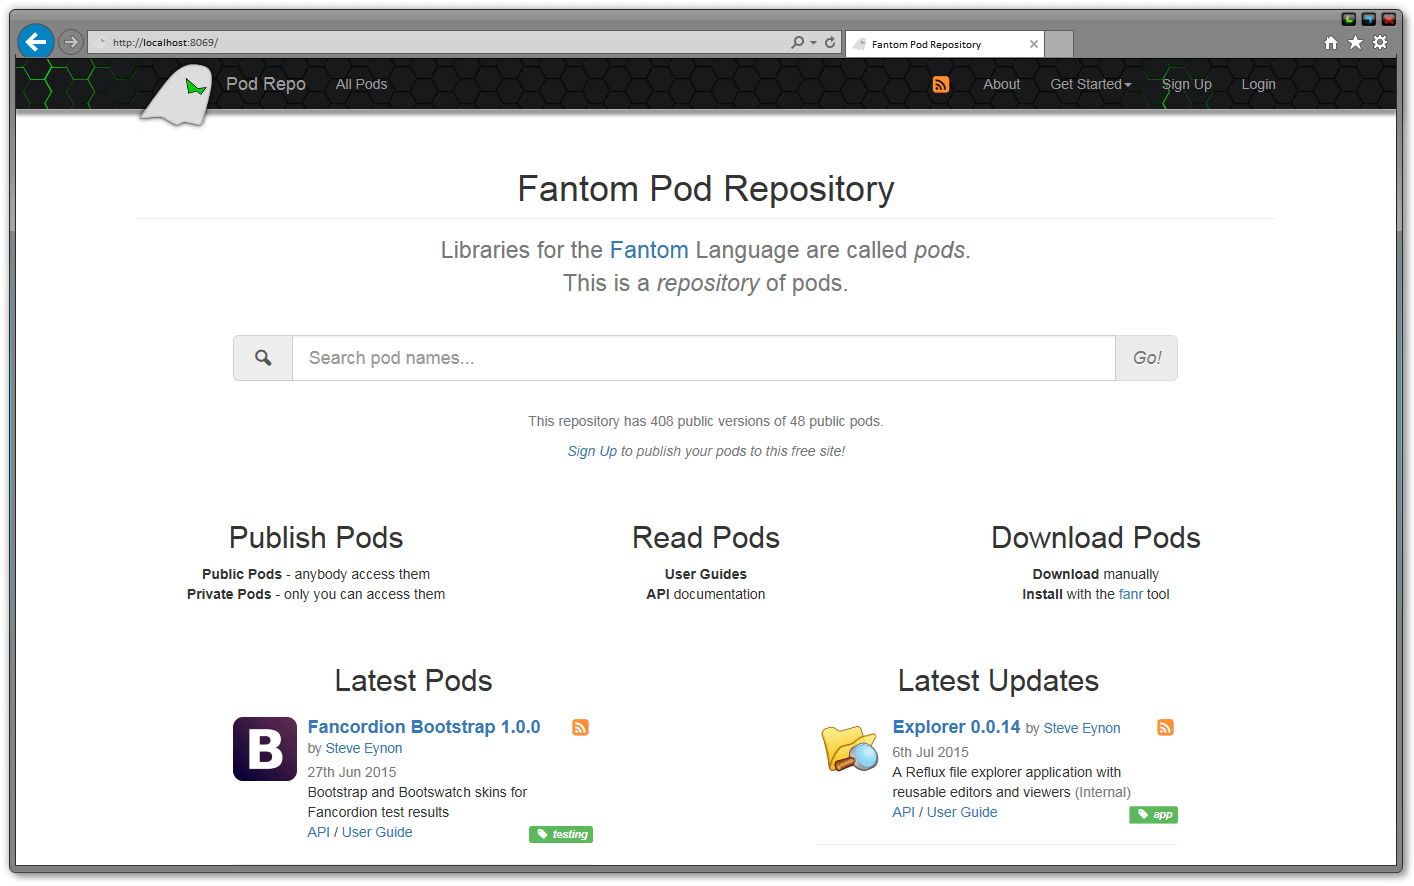 http://localhost:8069/
Fantom Pod Repository
Pod Repo
All Pods
About
Get Started
Sign Up
Login
Fantom Pod Repository
Libraries for the Fantom Language are called pods.
This is a repository of pods.
Search pod names...
Go!
This repository has 408 public versions of 48 public pods.
Sign Up to publish your pods to this free site!
Publish Pods
Public Pods - anybody access them
Private Pods - only you can access them
Read Pods
User Guides
API documentation
Download Pods
Download manually
Install with the fanr tool
Latest Pods
B
Fancordion Bootstrap 1.0.0
by Steve Eynon
27th Jun 2015
Bootstrap and Bootswatch skins for
Fancordion test results
API / User Guide
testing
Latest Updates
Explorer 0.0.14 by Steve Eynon
6th Jul 2015
A Reflux file explorer application with
reusable editors and viewers (Internal)
API / User Guide
app